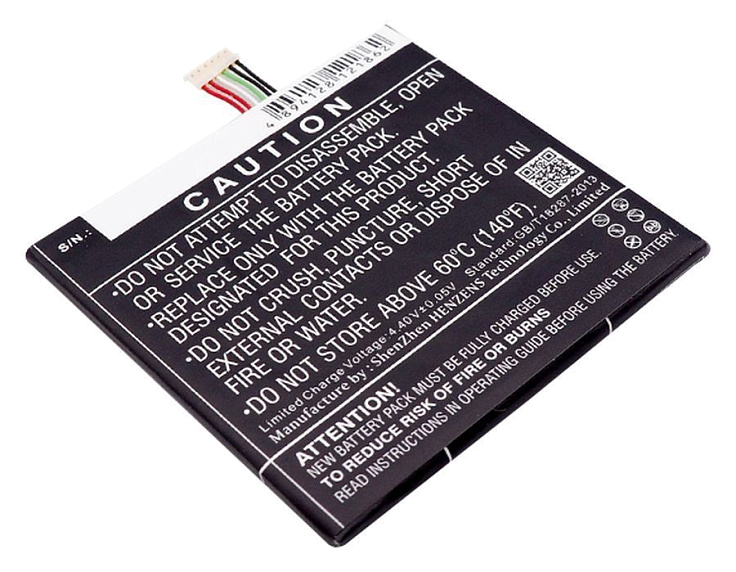 4 894128 121862
S/N.:
CAUTION
•DO NOT ATTEMPT TO DISASSEMBLE, OPEN
OR SERVICE THE BATTERY PACK.
•REPLACE ONLY WITH THE BATTERY PACK
DESIGNATED FOR THIS PRODUCT.
•DO NOT CRUSH, PUNCTURE, SHORT
EXTERNAL CONTACTS OR DISPOSE OF IN
FIRE OR WATER.
•DO NOT STORE ABOVE 60°C (140°F).
Limited Charge Voltage:4.40V±0.05V Standard:GB/T18287-2013
Manufacture by : ShenZhen HENZENS Technology Co., Limited
ATTENTION!
NEW BATTERY PACK MUST BE FULLY CHARGED BEFORE USE.
TO REDUCE RISK OF FIRE OR BURNS
READ INSTRUCTIONS IN OPERATING GUIDE BEFORE USING THE BATTERY.